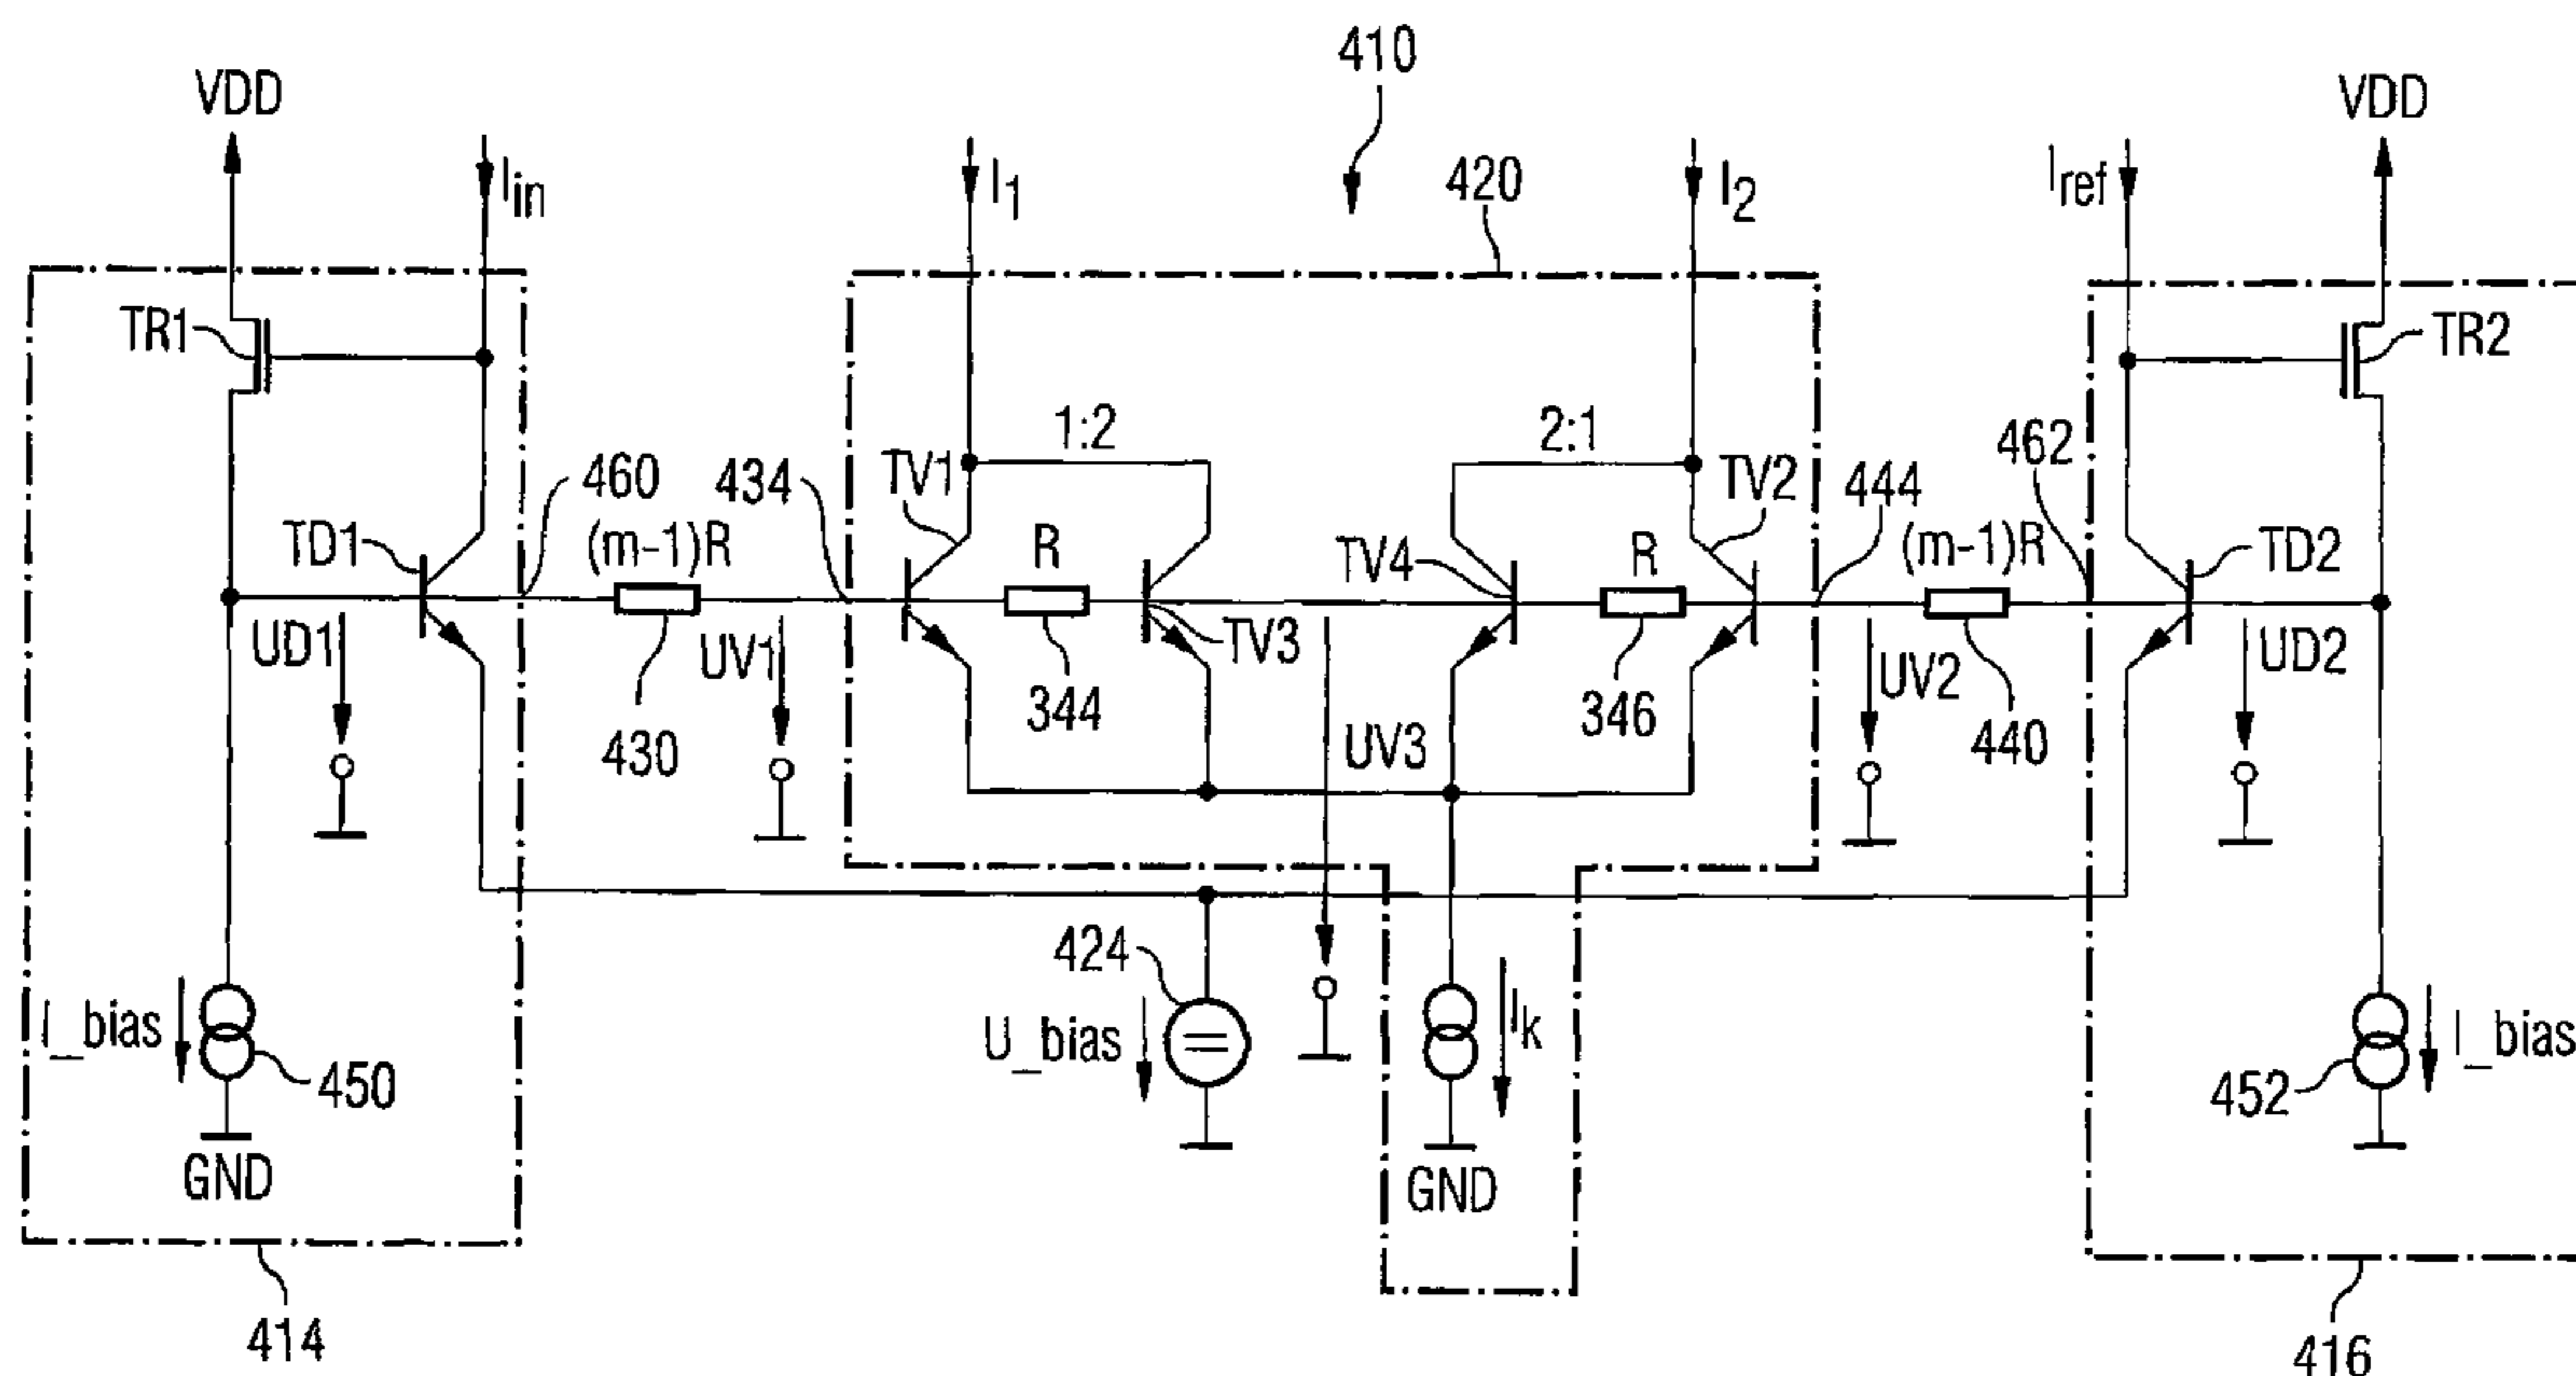 410
VDD
VDD
Iin
I1
420
I2
Iref
TR1
TR2
1:2
2:1
460
434
TV1
TV2
444
462
TD1
(m-1)R
R
TV4
R
(m-1)R
TD2
UD1
UV1
TV3
UV2
UD2
430
344
UV3
346
440
424
I_bias
450
U_bias
Ik
I_bias
452
GND
GND
414
416